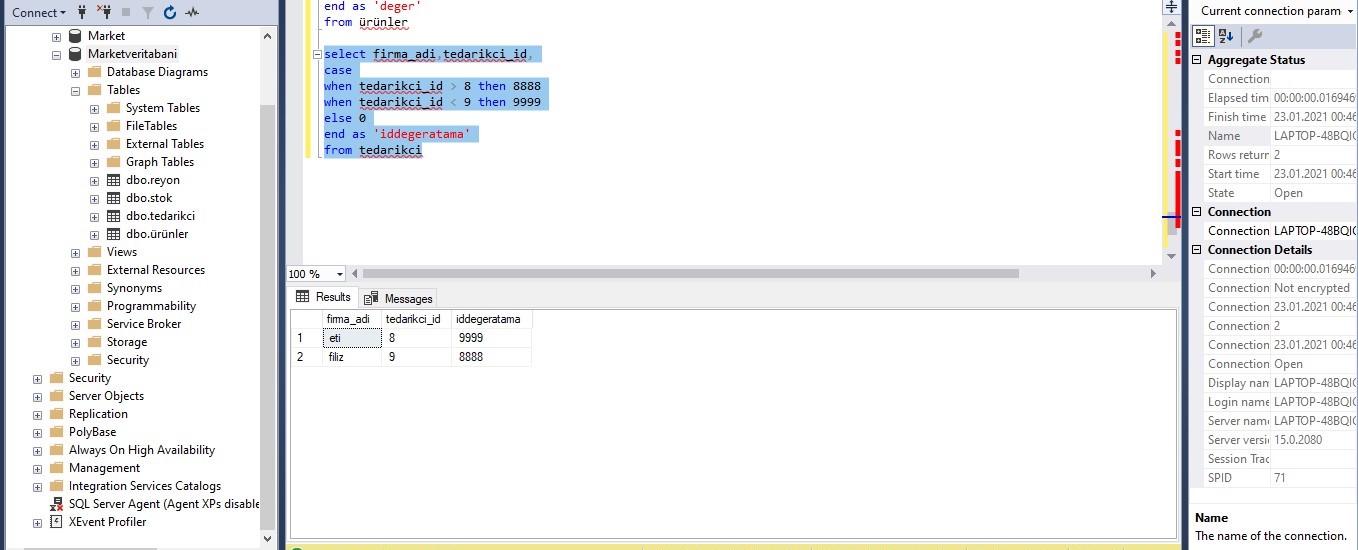 Connect
Market
Marketveritabani
Database Diagrams
Tables
System Tables
FileTables
External Tables
Graph Tables
dbo.reyon
dbo.stok
dbo.tedarikci
dbo.ürünler
Views
External Resources
Synonyms
Programmability
Service Broker
Storage
Security
Security
Server Objects
Replication
PolyBase
Always On High Availability
Management
Integration Services Catalogs
SQL Server Agent (Agent XPs disable
XEvent Profiler
end as 'deger'
from ürünler
select firma_adi,tedarikci_id,
case
when tedarikci_id > 8 then 8888
when tedarikci_id < 9 then 9999
else 0
end as 'iddegeratama'
from tedarikci
100 %
Results Messages
firma_adi tedarikci_id iddegeratama
1 eti 8 9999
2 filiz 9 8888
Current connection param
Aggregate Status
Connection
Elapsed tim 00:00:00.016946
Finish time 23.01.2021 00:46
Name LAPTOP-48BQI
Rows return 2
Start time 23.01.2021 00:46
State Open
Connection
Connection LAPTOP-48BQI
Connection Details
Connection 00:00:00.016946
Connection Not encrypted
Connection 23.01.2021 00:46
Connection 2
Connection 23.01.2021 00:46
Connection Open
Display nam LAPTOP-48BQI
Login name LAPTOP-48BQI
Server nam LAPTOP-48BQI
Server versi 15.0.2080
Session Trac
SPID 71
Name
The name of the connection.